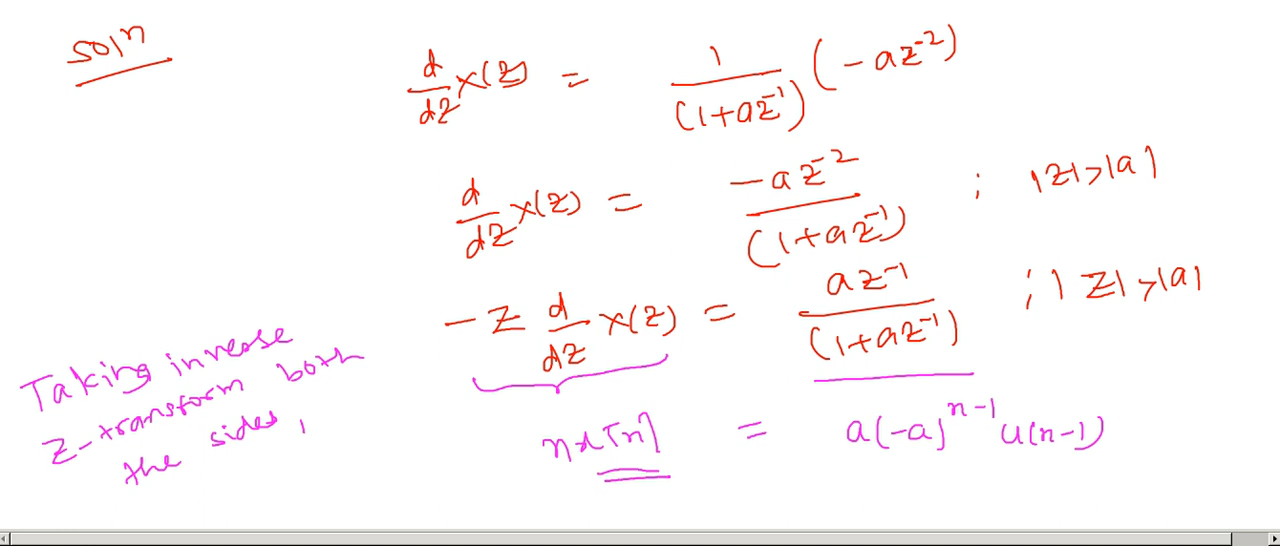 Soln
d/dz X(z) = 1/(1+az⁻¹) (-az⁻²)
d/dz X(z) = -az⁻²/(1+az⁻¹) ; |z|>|a|
-z d/dz X(z) = az⁻¹/(1+az⁻¹) ; |z|>|a|
Taking inverse
z-transform both
the sides,
nx[n] = a(-a)ⁿ⁻¹ u(n-1)